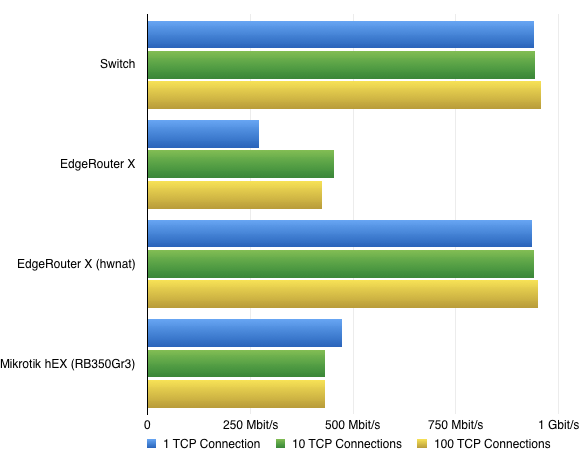 Switch
EdgeRouter X
EdgeRouter X (hwnat)
Mikrotik hEX (RB350Gr3)
0 250 Mbit/s 500 Mbit/s 750 Mbit/s 1 Gbit/s
1 TCP Connection 10 TCP Connections 100 TCP Connections